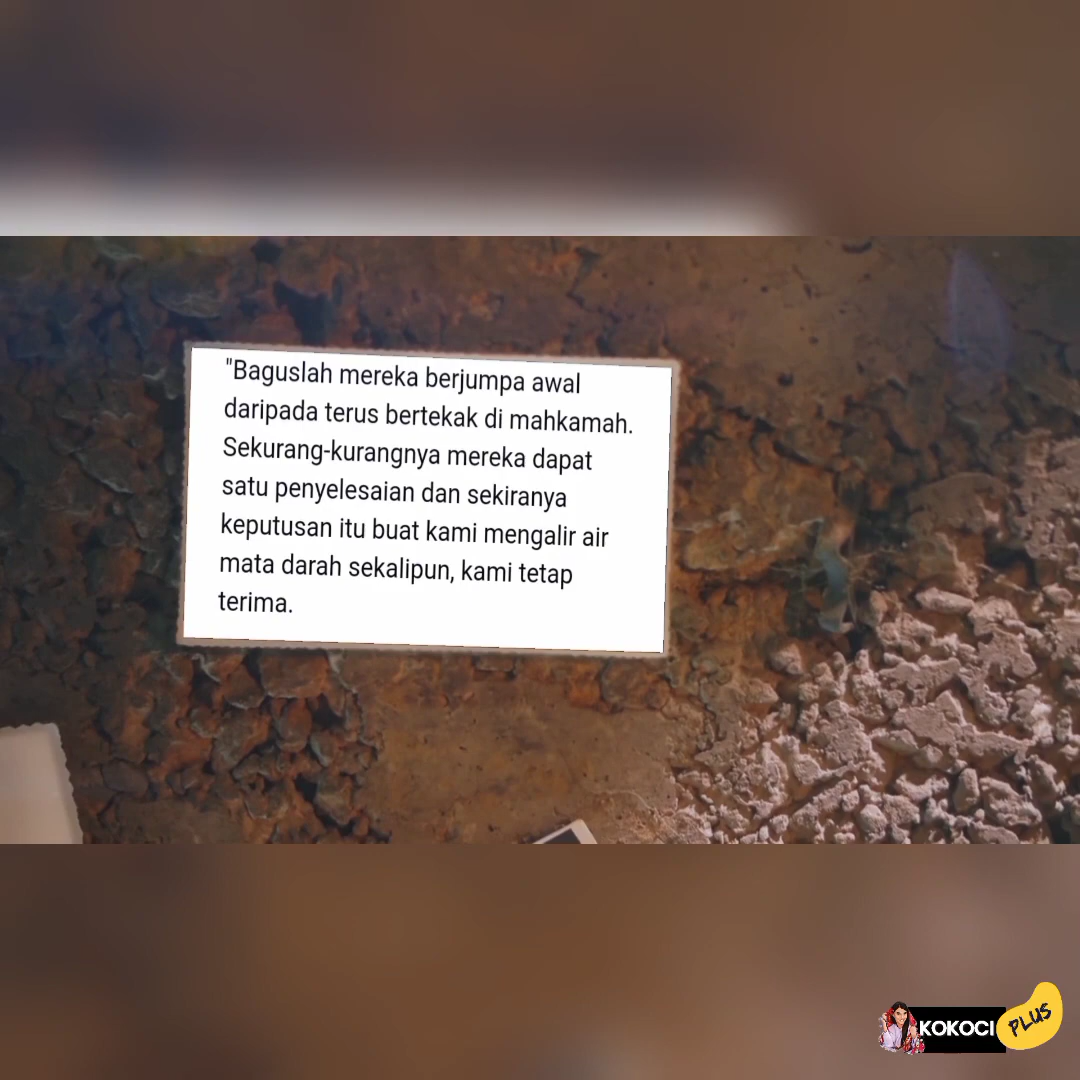 "Baguslah mereka berjumpa awal
daripada terus bertekak di mahkamah.
Sekurang-kurangnya mereka dapat
satu penyelesaian dan sekiranya
keputusan itu buat kami mengalir air
mata darah sekalipun, kami tetap
terima.
KOKOCI PLUS